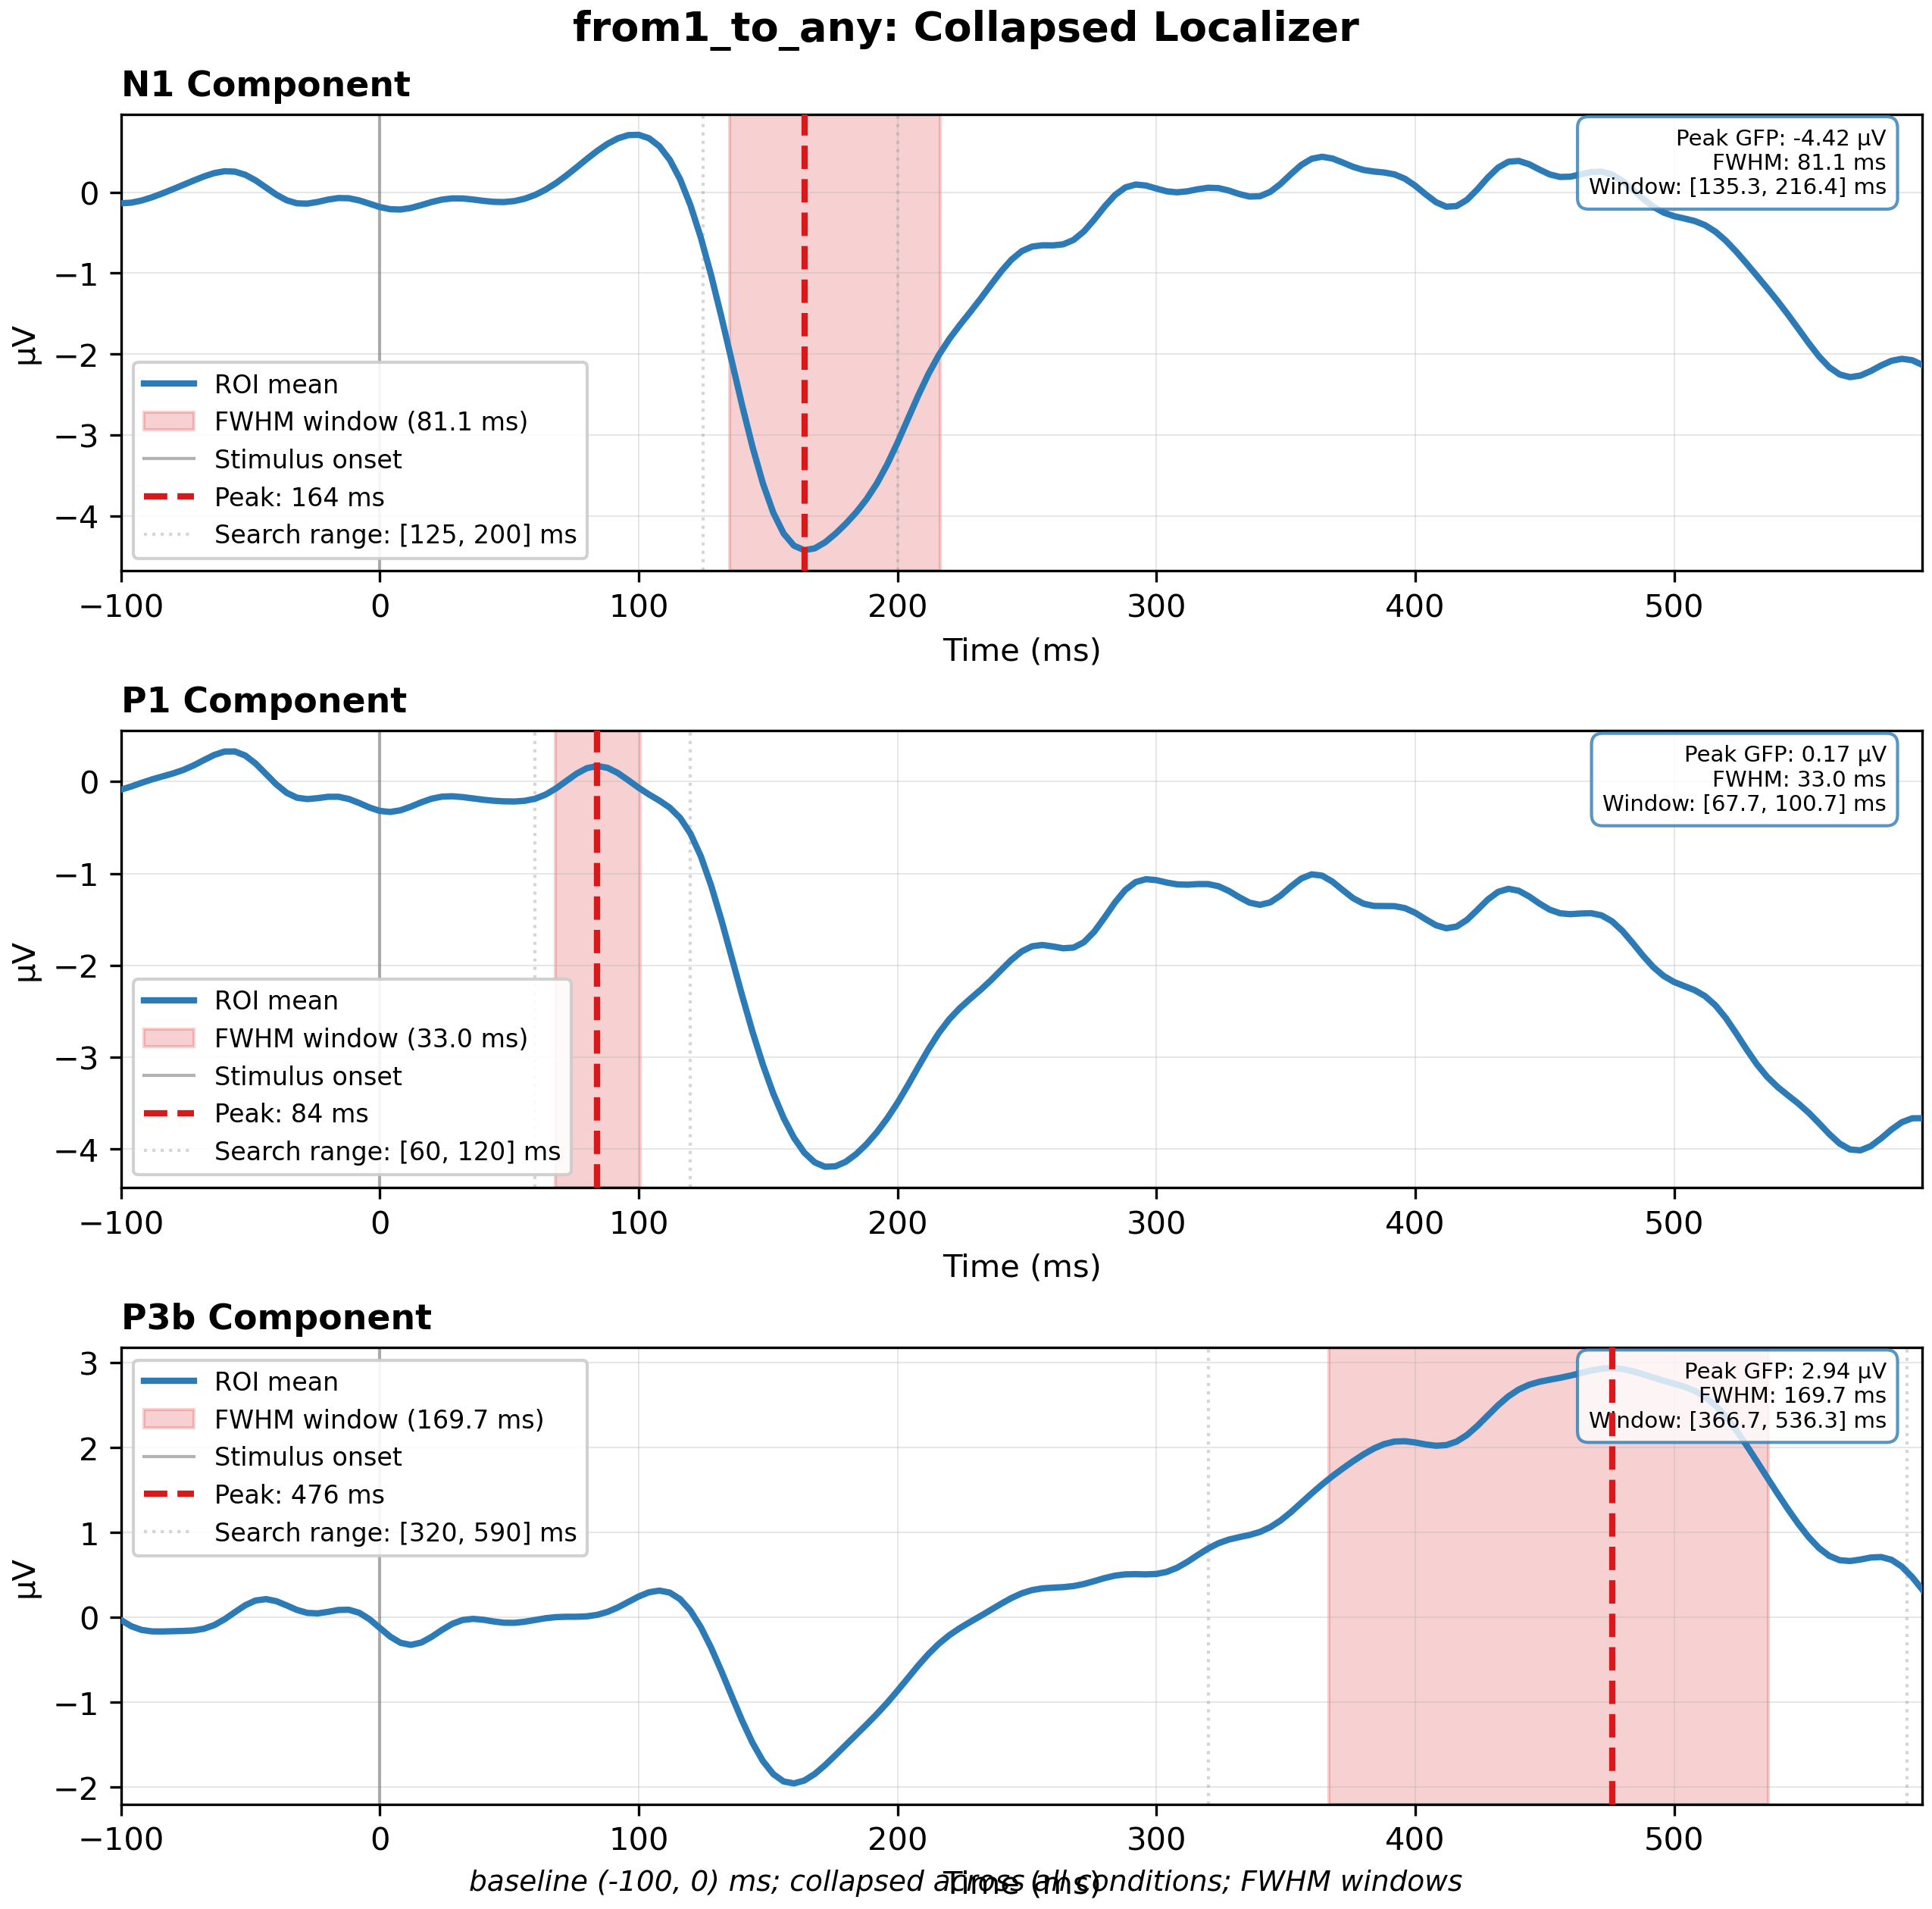 from1_to_any: Collapsed Localizer
N1 Component
Peak GFP: -4.42 µV
FWHM: 81.1 ms
Window: [135.3, 216.4] ms
0
−1
−2
−3
−4
µV
ROI mean
FWHM window (81.1 ms)
Stimulus onset
Peak: 164 ms
Search range: [125, 200] ms
−100 0 100 200 300 400 500
Time (ms)
P1 Component
Peak GFP: 0.17 µV
FWHM: 33.0 ms
Window: [67.7, 100.7] ms
0
−1
−2
−3
−4
µV
ROI mean
FWHM window (33.0 ms)
Stimulus onset
Peak: 84 ms
Search range: [60, 120] ms
−100 0 100 200 300 400 500
Time (ms)
P3b Component
ROI mean
FWHM window (169.7 ms)
Stimulus onset
Peak: 476 ms
Search range: [320, 590] ms
Peak GFP: 2.94 µV
FWHM: 169.7 ms
Window: [366.7, 536.3] ms
3
2
1
0
−1
−2
µV
−100 0 100 200 300 400 500
Time (ms)
baseline (-100, 0) ms; collapsed across all conditions; FWHM windows